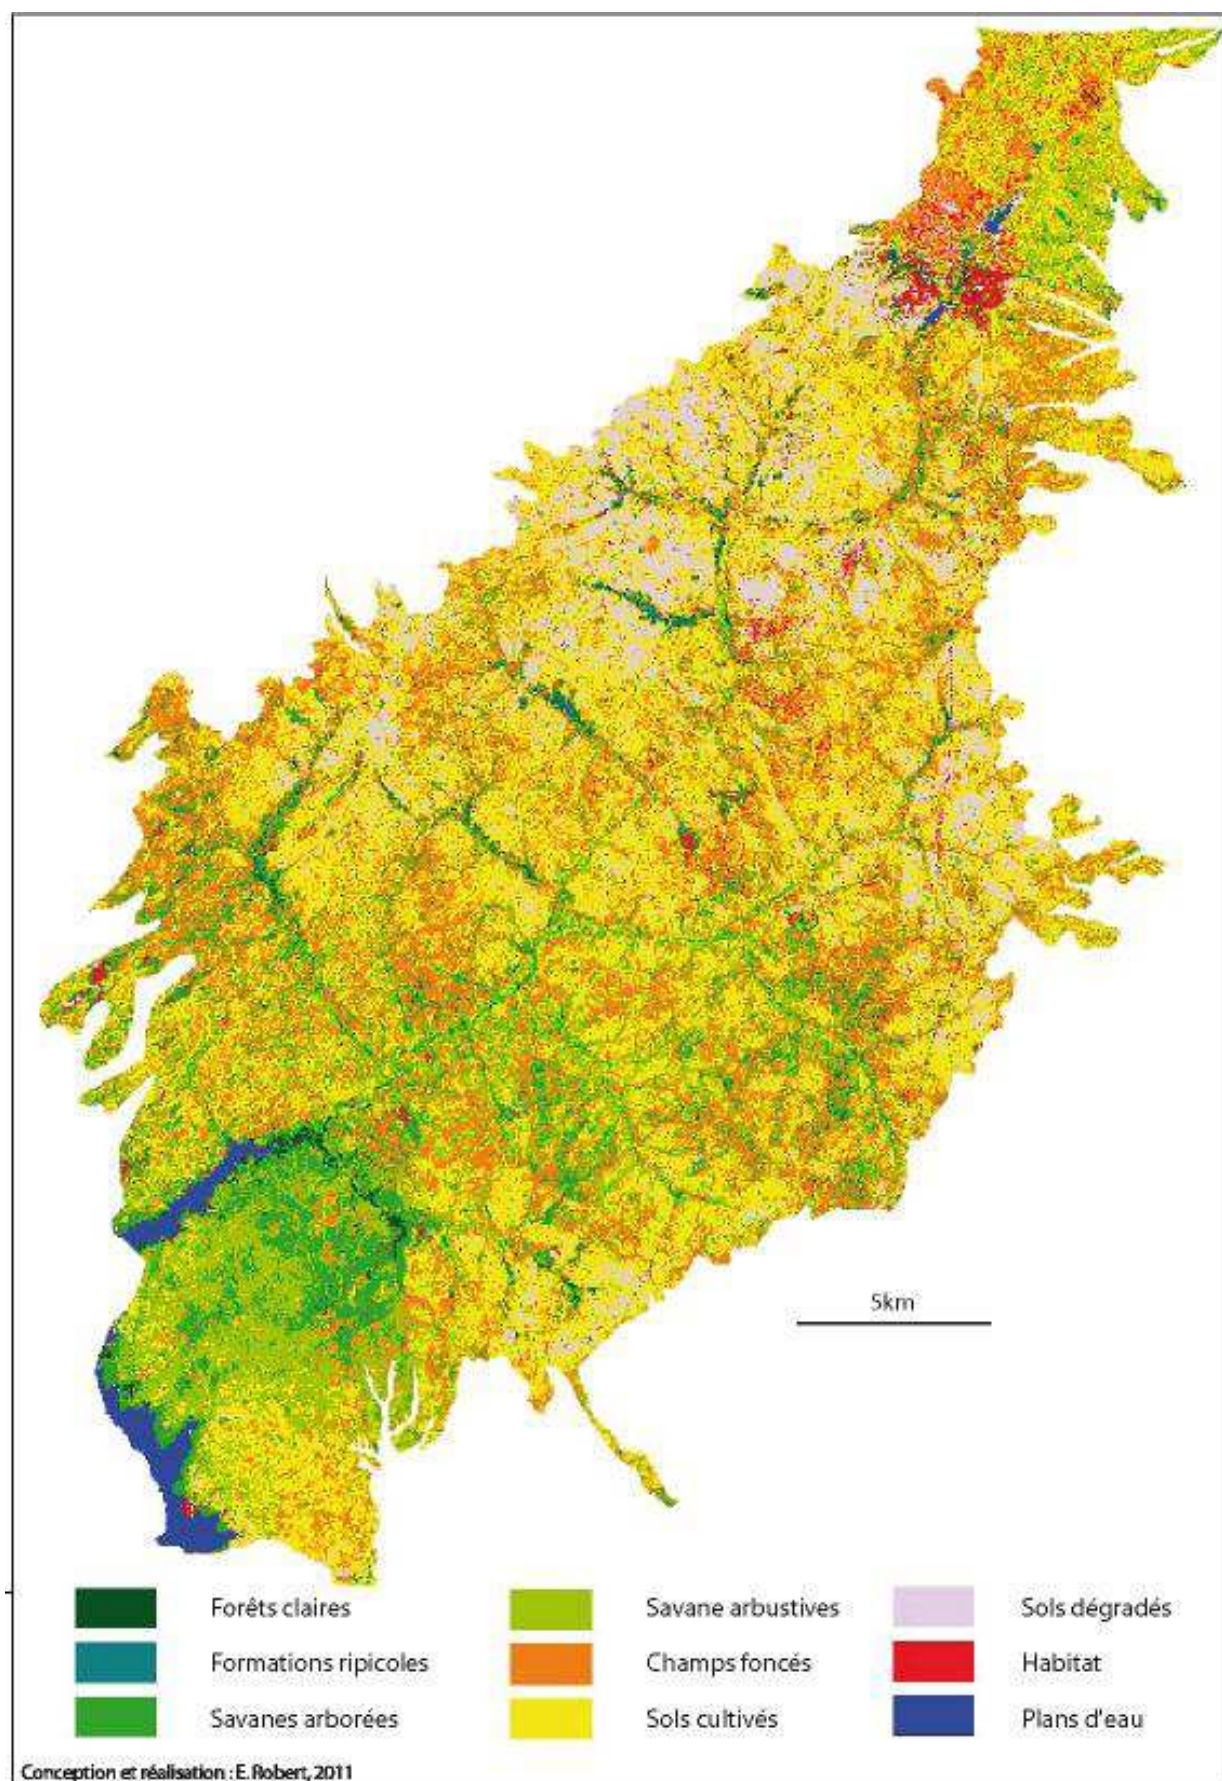 5km
Forêts claires
Formations ripicoles
Savanes arborées
Savane arbustives
Champs foncés
Sols cultivés
Sols dégradés
Habitat
Plans d'eau
Conception et réalisation : E. Robert, 2011